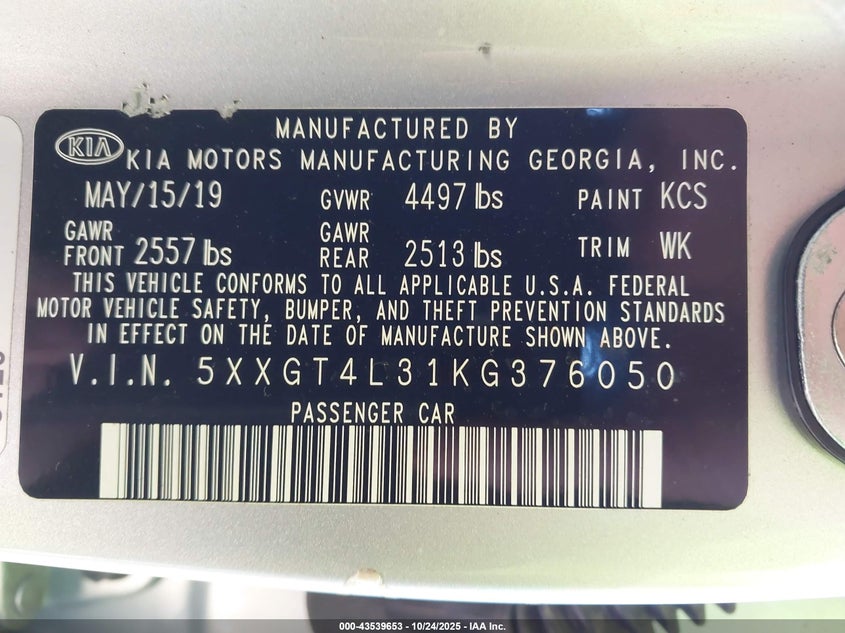 MANUFACTURED BY
KIA KIA MOTORS MANUFACTURING GEORGIA, INC.
MAY/15/19 GVWR 4497 lbs PAINT KCS
GAWR FRONT 2557 lbs GAWR REAR 2513 lbs TRIM WK
THIS VEHICLE CONFORMS TO ALL APPLICABLE U.S.A. FEDERAL
MOTOR VEHICLE SAFETY, BUMPER, AND THEFT PREVENTION STANDARDS
IN EFFECT ON THE DATE OF MANUFACTURE SHOWN ABOVE.
V.I.N. 5XXGT4L31KG376050
PASSENGER CAR
000-43539653 - 10/24/2025 - IAA Inc.